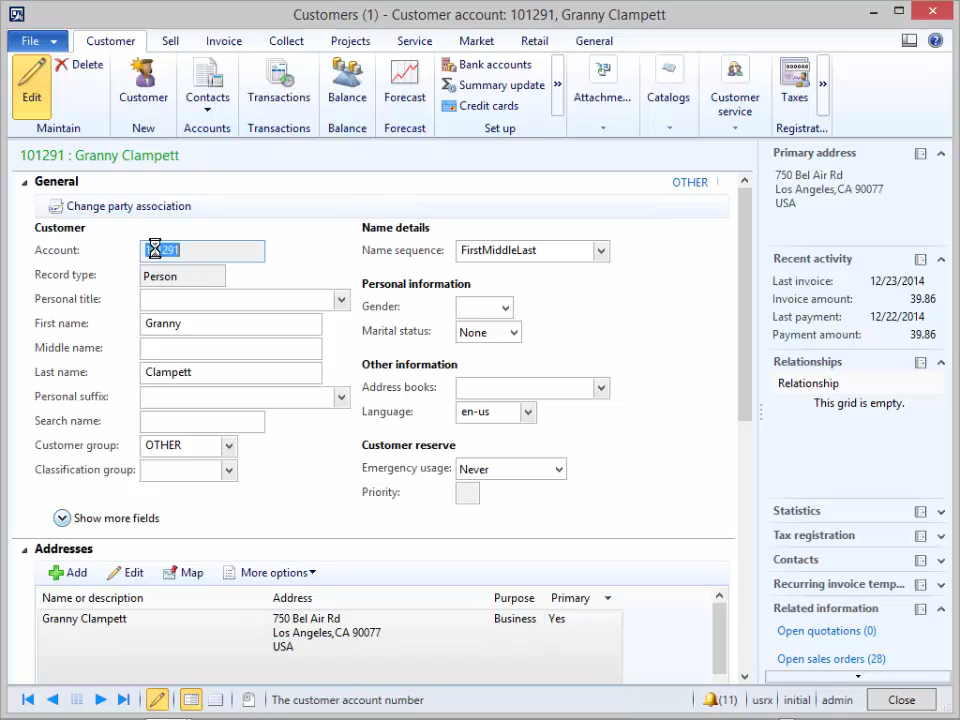 Customers (1) - Customer account: 101291, Granny Clampett
File Customer Sell Invoice Collect Projects Service Market Retail General
Edit
Delete
Maintain
Customer
New
Contacts
Accounts
Transactions
Transactions
Balance
Balance
Forecast
Forecast
Bank accounts
Summary update
Credit cards
Set up
Attachme...
Catalogs
Customer
service
Taxes
Registrat...
101291 : Granny Clampett
General
OTHER
Change party association
Customer
Account:
Record type: Person
Personal title:
First name: Granny
Middle name:
Last name: Clampett
Personal suffix:
Search name:
Customer group: OTHER
Classification group:
Show more fields
Name details
Name sequence: FirstMiddleLast
Personal information
Gender:
Marital status: None
Other information
Address books:
Language: en-us
Customer reserve
Emergency usage: Never
Priority:
Addresses
Add Edit Map More options
Name or description Address Purpose Primary
Granny Clampett 750 Bel Air Rd Business Yes
Los Angeles,CA 90077
USA
Primary address
750 Bel Air Rd
Los Angeles,CA 90077
USA
Recent activity
Last invoice: 12/23/2014
Invoice amount: 39.86
Last payment: 12/22/2014
Payment amount: 39.86
Relationships
Relationship
This grid is empty.
Statistics
Tax registration
Contacts
Recurring invoice temp...
Related information
Open quotations (0)
Open sales orders (28)
The customer account number
(11) usrx initial admin Close